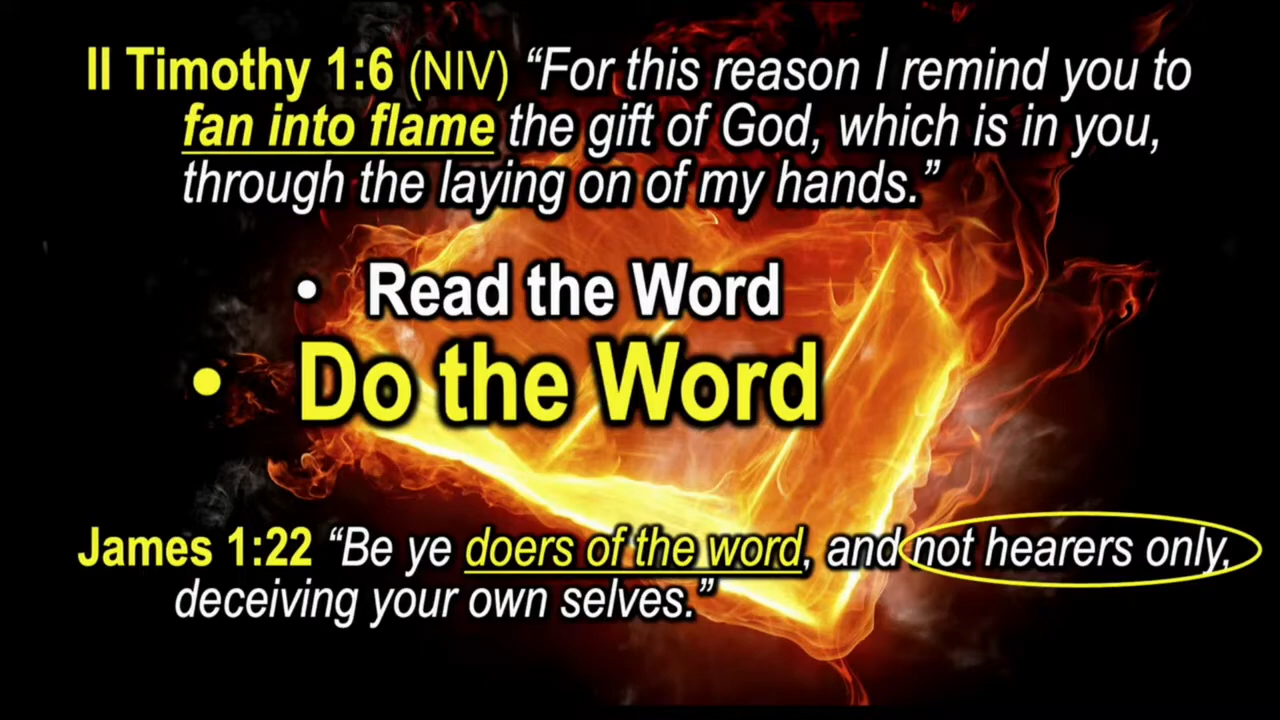 II Timothy 1:6 (NIV) “For this reason I remind you to
fan into flame the gift of God, which is in you,
through the laying on of my hands.”
• Read the Word
• Do the Word
James 1:22 “Be ye doers of the word, and not hearers only,
deceiving your own selves.”